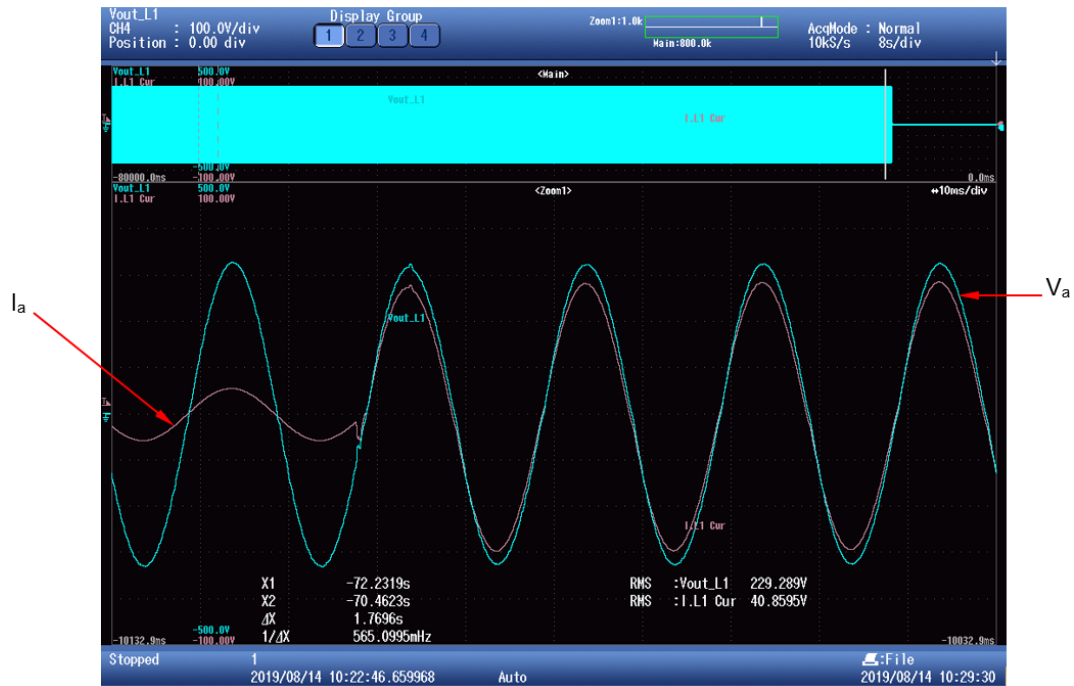 Vout_L1
CH4 : 100.0V/div
Position : 0.00 div
Display Group
1 2 3 4
Zoom1:1.0k
Main:800.0k
AcqMode : Normal
10kS/s 8s/div
Vout_L1 500.0V
I.L1 Cur 100.00V
<Main>
Vout_L1
I.L1 Cur
-500.0V
-80000.0ms -100.00V
0.0ms
Vout_L1 500.0V
I.L1 Cur 100.00V
<Zoom1>
↔10ms/div
Va
Ia
Vout_L1
I.L1 Cur
X1 -72.2319s
X2 -70.4623s
ΔX 1.7696s
1/ΔX 565.0995mHz
RMS :Vout_L1 229.289V
RMS :I.L1 Cur 40.8595V
-500.0V
-10132.9ms -100.00V
-10032.9ms
Stopped
1
2019/08/14 10:22:46.659968
Auto
:File
2019/08/14 10:29:30